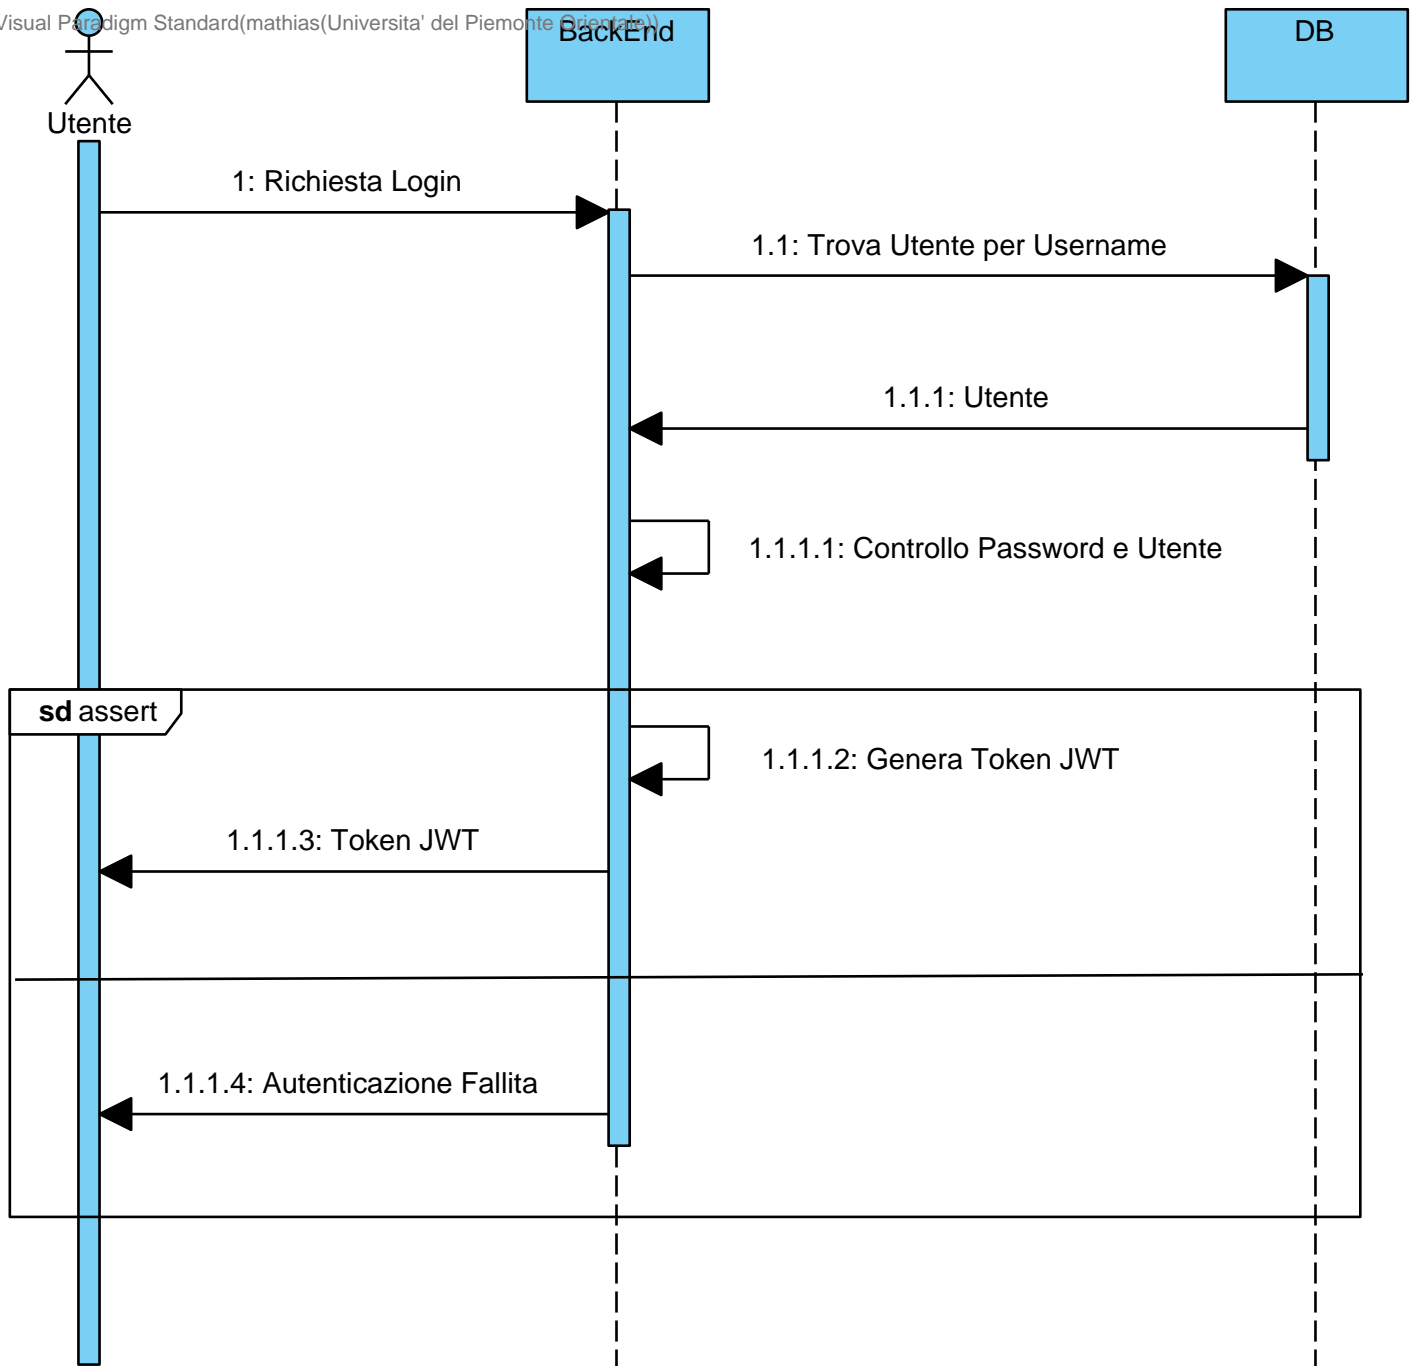 Visual Paradigm Standard(mathias(Universita' del Piemonte Orientale))
BackEnd
DB
Utente
1: Richiesta Login
1.1: Trova Utente per Username
1.1.1: Utente
1.1.1.1: Controllo Password e Utente
sd assert
1.1.1.2: Genera Token JWT
1.1.1.3: Token JWT
1.1.1.4: Autenticazione Fallita